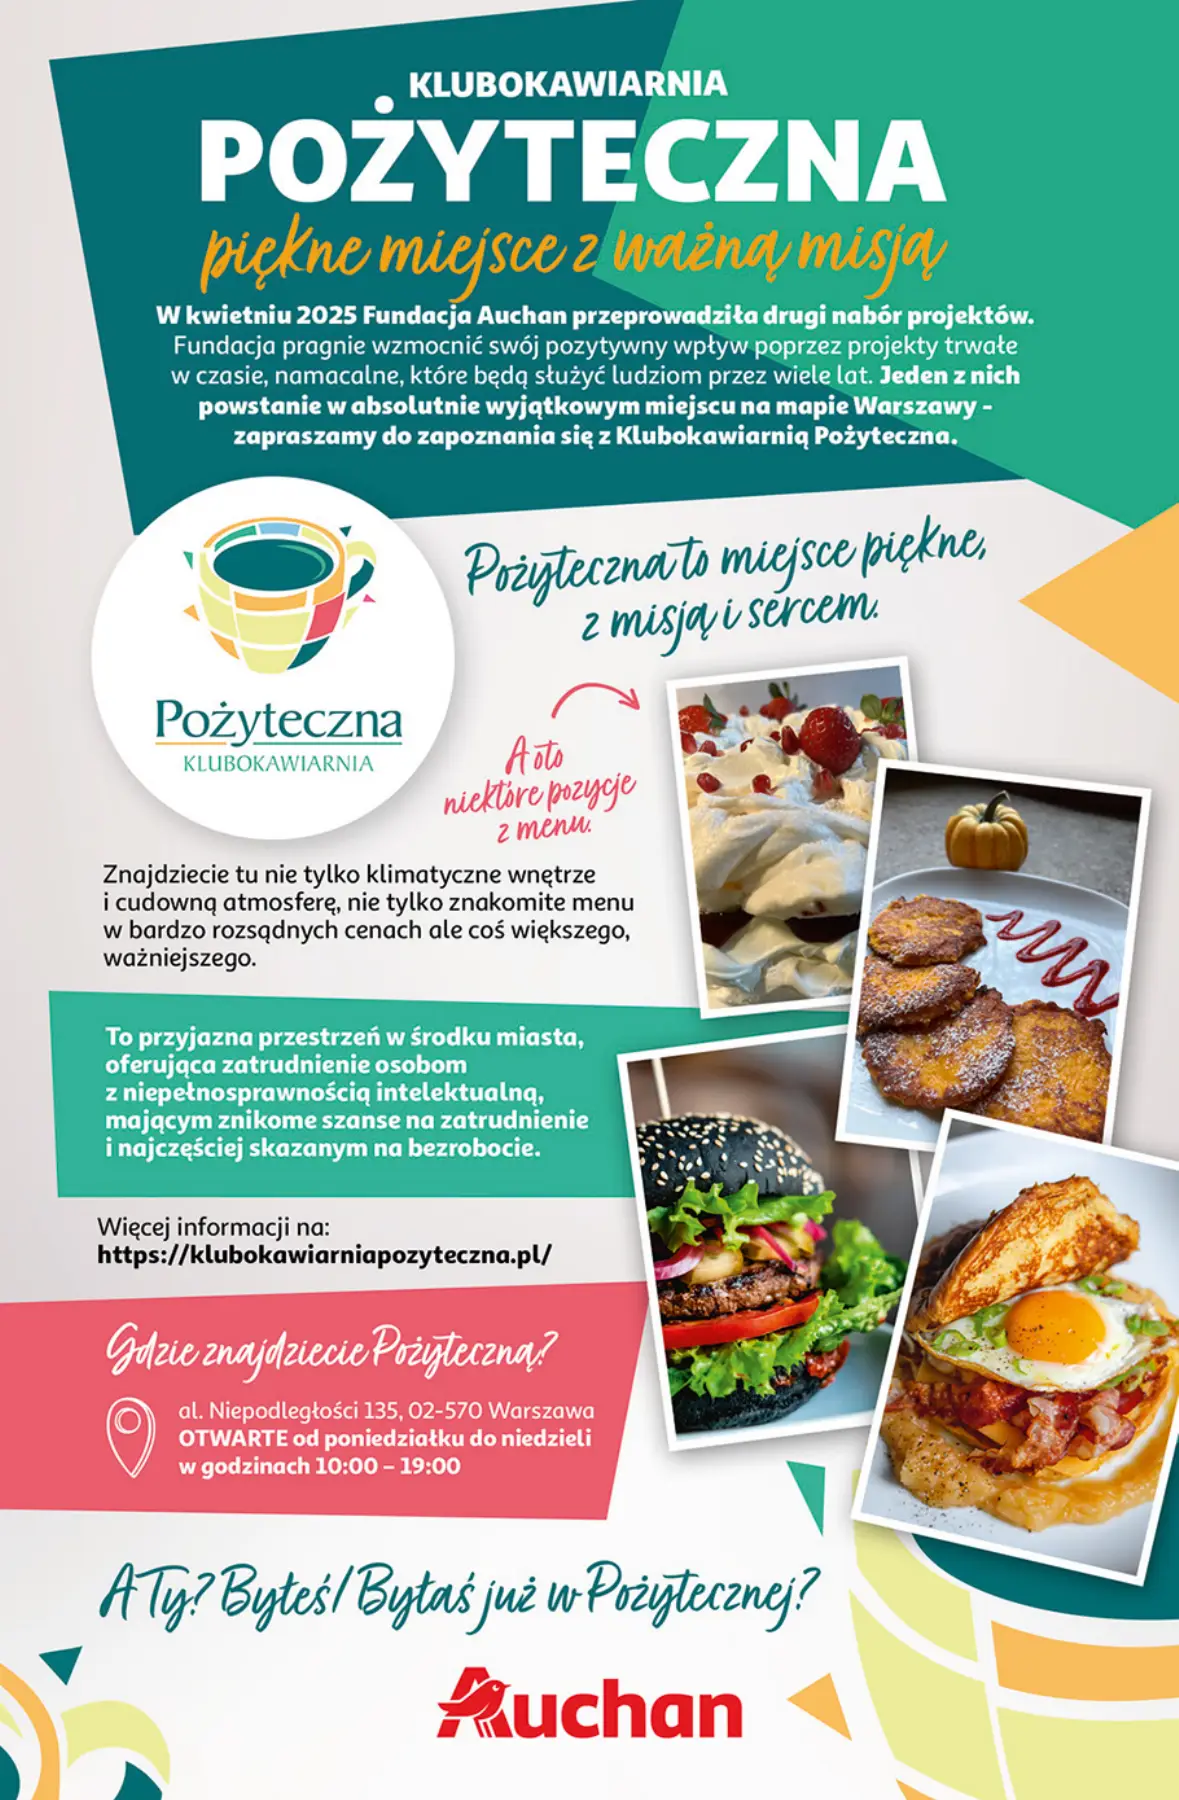 KLUBOKAWIARNIA
POŻYTECZNA
piękne miejsce z ważną misją
W kwietniu 2025 Fundacja Auchan przeprowadziła drugi nabór projektów.
Fundacja pragnie wzmocnić swój pozytywny wpływ poprzez projekty trwałe
w czasie, namacalne, które będą służyć ludziom przez wiele lat. Jeden z nich
powstanie w absolutnie wyjątkowym miejscu na mapie Warszawy -
zapraszamy do zapoznania się z Klubokawiarnią Pożyteczna.
Pożyteczna to miejsce piękne,
z misją i sercem.
Pożyteczna
KLUBOKAWIARNIA
A oto
niektóre pozycje
z menu.
Znajdziecie tu nie tylko klimatyczne wnętrze
i cudowną atmosferę, nie tylko znakomite menu
w bardzo rozsądnych cenach ale coś większego,
ważniejszego.
To przyjazna przestrzeń w środku miasta,
oferująca zatrudnienie osobom
z niepełnosprawnością intelektualną,
mającym znikome szanse na zatrudnienie
i najczęściej skazanym na bezrobocie.
Więcej informacji na:
https://klubokawiarniapozyteczna.pl/
Gdzie znajdziecie Pożyteczną?
al. Niepodległości 135, 02-570 Warszawa
OTWARTE od poniedziałku do niedzieli
w godzinach 10:00 – 19:00
A Ty? Byłeś/Byłaś już w Pożytecznej?
Auchan